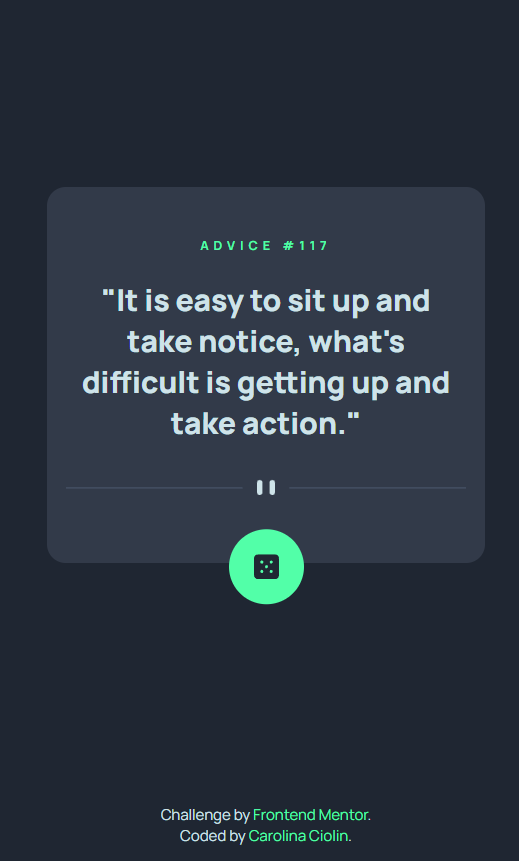 ADVICE #117
"It is easy to sit up and
take notice, what's
difficult is getting up and
take action."
Challenge by Frontend Mentor.
Coded by Carolina Ciolin.